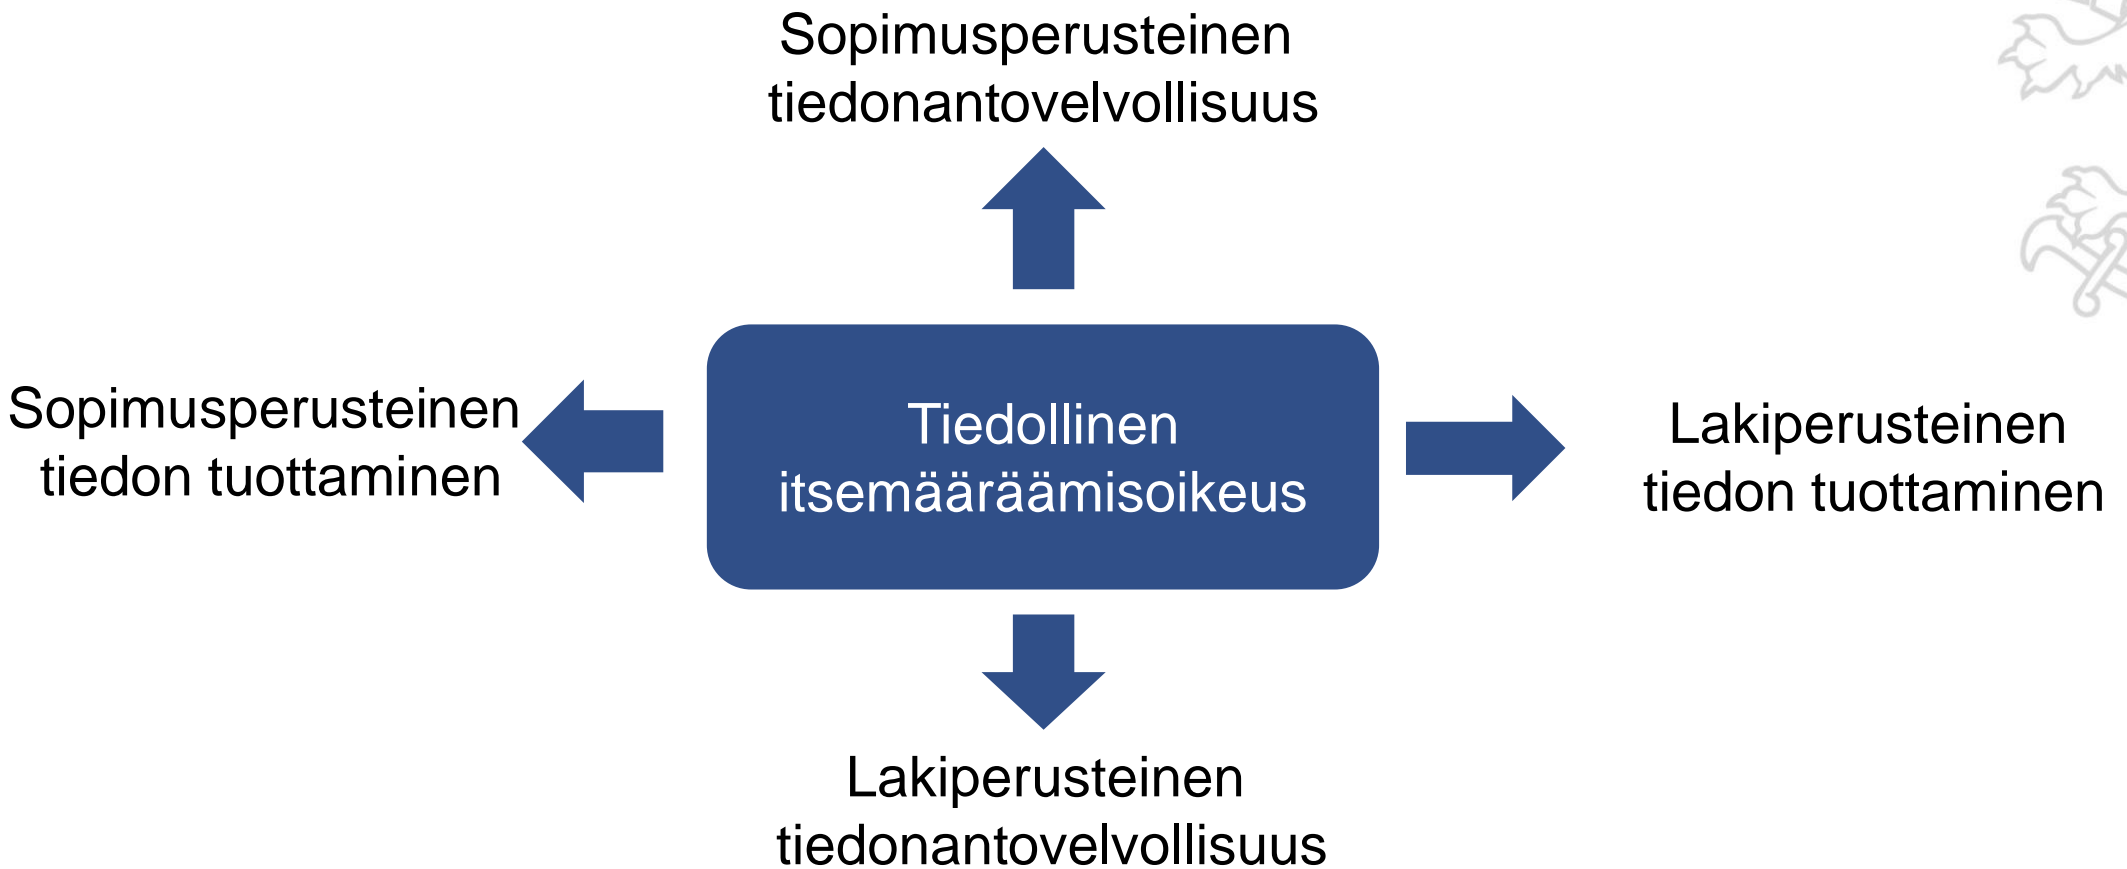 Sopimusperusteinen
tiedonantovelvollisuus
Sopimusperusteinen
tiedon tuottaminen
Tiedollinen
itsemääräämisoikeus
Lakiperusteinen
tiedon tuottaminen
Lakiperusteinen
tiedonantovelvollisuus